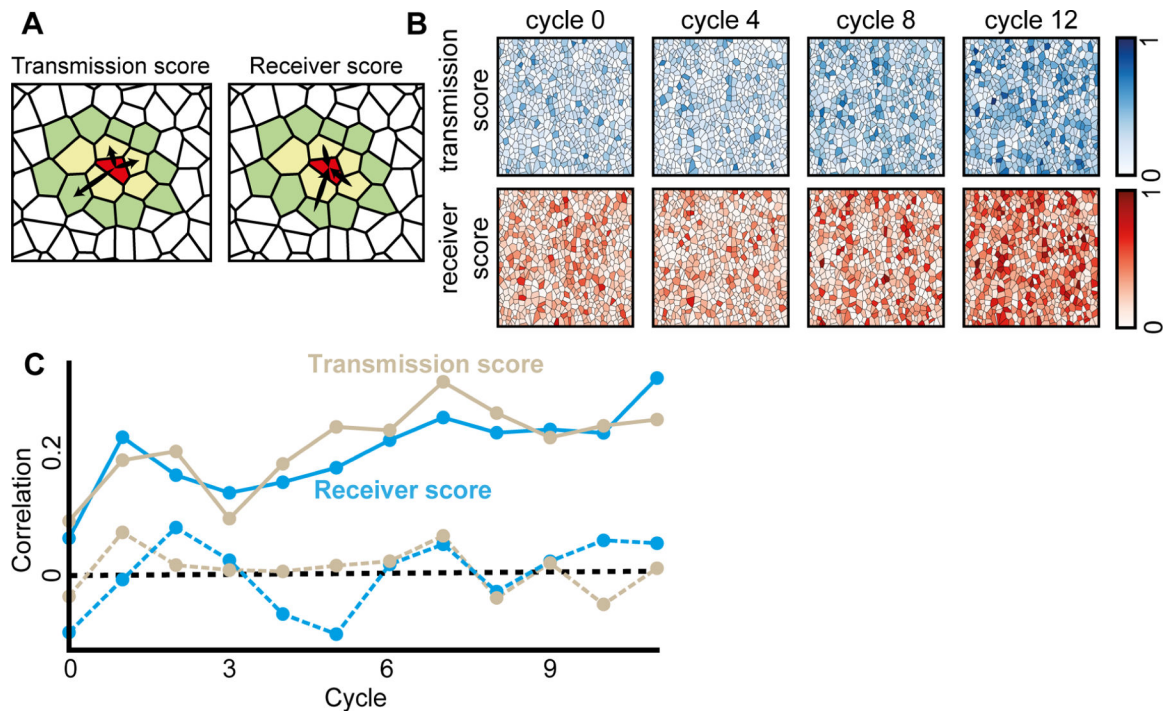 A
Transmission score
Receiver score
B
cycle 0
cycle 4
cycle 8
cycle 12
transmission
score
1
0
receiver
score
1
0
C
Transmission score
Receiver score
Correlation
0.2
0
0
3
6
9
Cycle